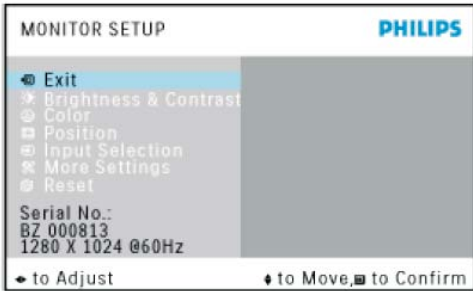 MONITOR SETUP
PHILIPS
Exit
Brightness & Contrast
Color
Position
Input Selection
More Settings
Reset
Serial No.:
BZ 000813
1280 X 1024 @60Hz
to Adjust
to Move, to Confirm